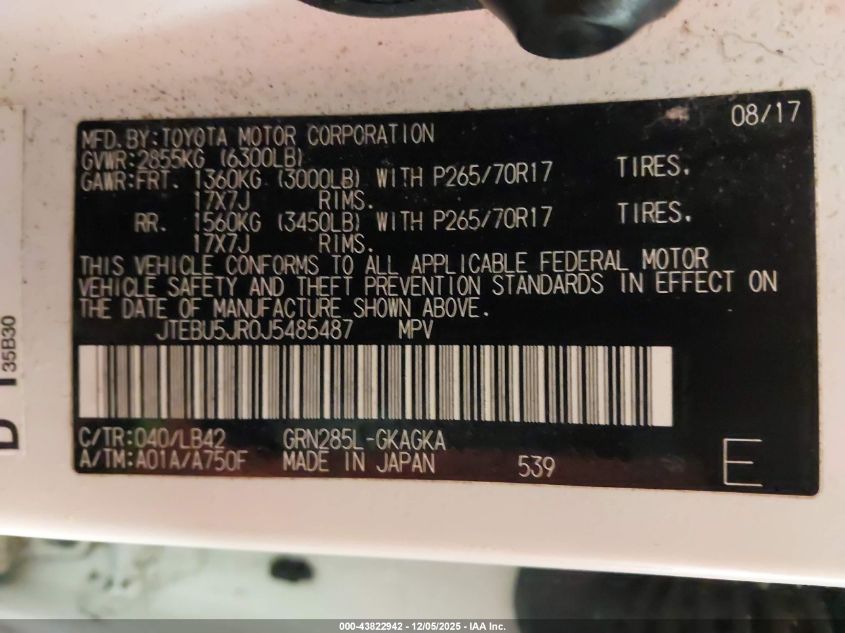 08/17
MFD.BY:TOYOTA MOTOR CORPORATION
GVWR:2855KG (6300LB)
GAWR:FRT. 1360KG (3000LB) WITH P265/70R17 TIRES.
17X7J RIMS.
RR. 1560KG (3450LB) WITH P265/70R17 TIRES.
17X7J RIMS.
THIS VEHICLE CONFORMS TO ALL APPLICABLE FEDERAL MOTOR
VEHICLE SAFETY AND THEFT PREVENTION STANDARDS IN EFFECT ON
THE DATE OF MANUFACTURE SHOWN ABOVE.
JTEBU5JR0J5485487 MPV
C/TR:040/LB42 GRN285L-GKAGKA
A/TM:A01A/A750F MADE IN JAPAN 539 E
35B30
000-43822942 - 12/05/2025 - IAA Inc.